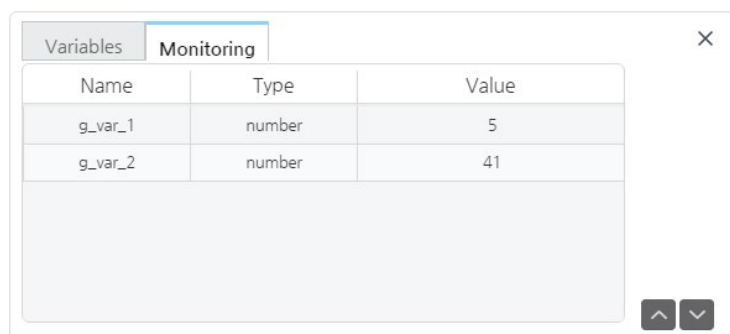 Variables Monitoring
Name Type Value
g_var_1 number 5
g_var_2 number 41